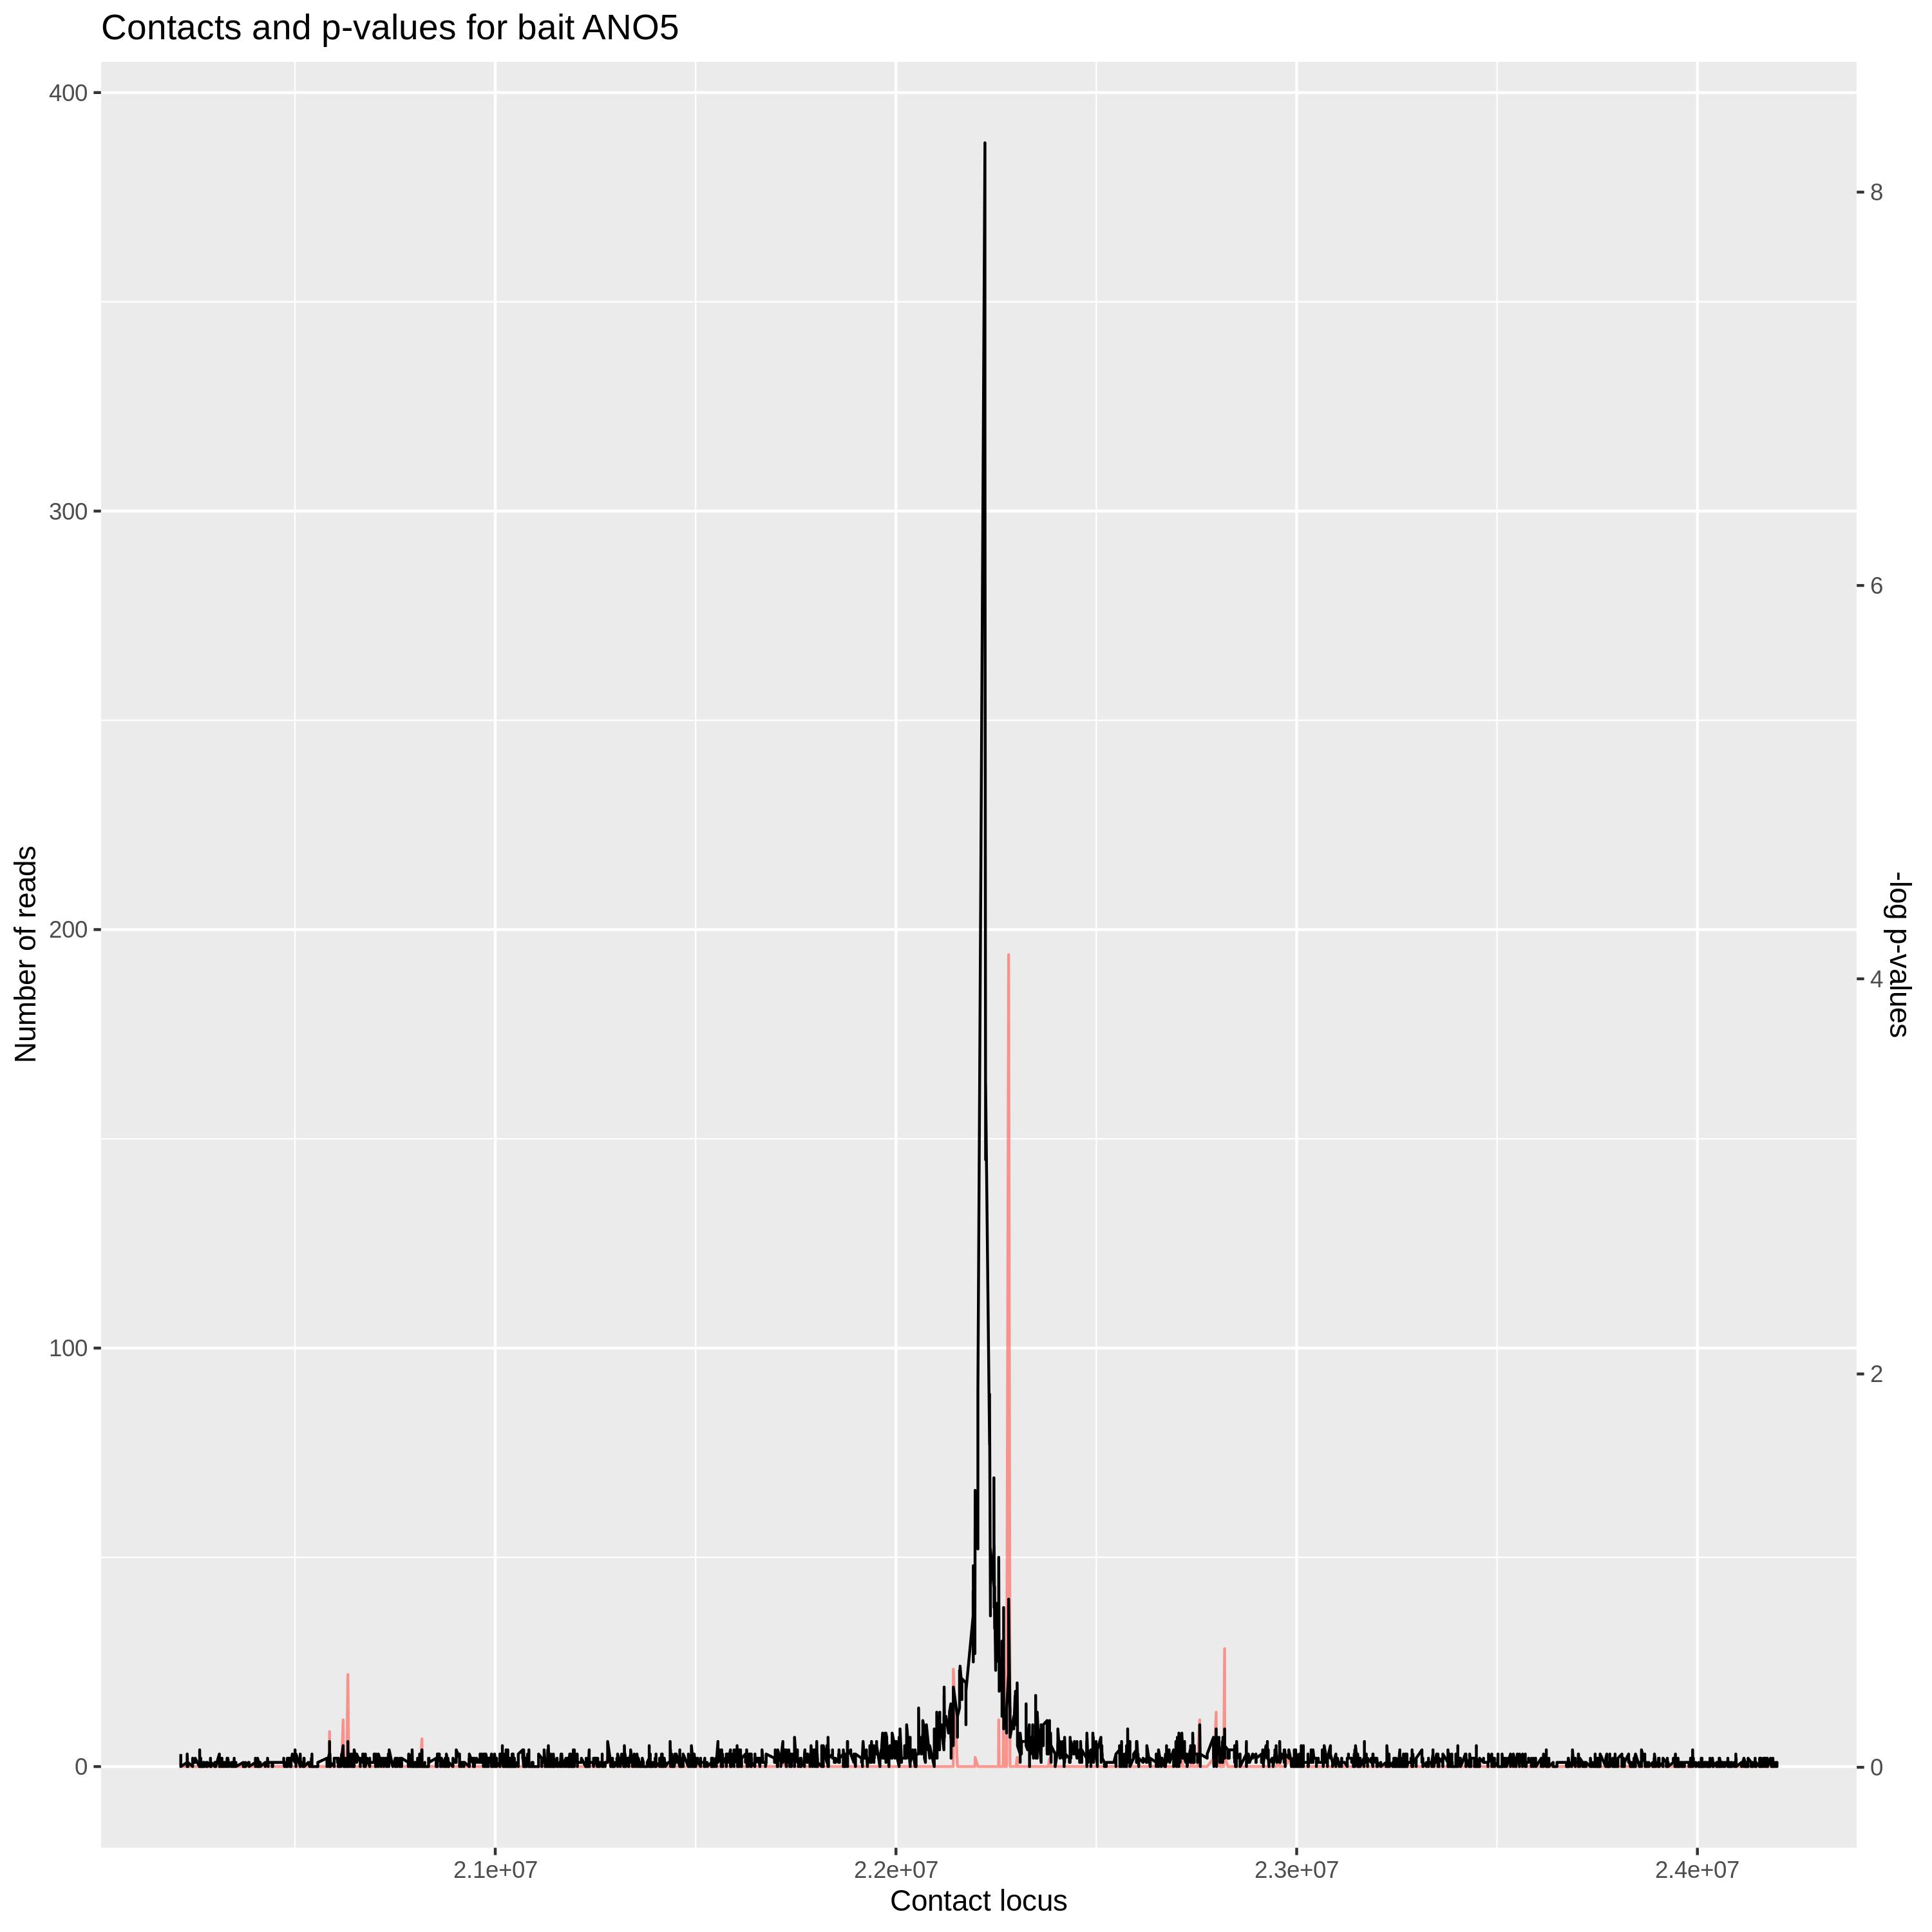 Contacts and p-values for bait ANO5
400
300
200
100
0
Number of reads
8
6
4
2
0
-log p-values
2.1e+07
2.2e+07
2.3e+07
2.4e+07
Contact locus